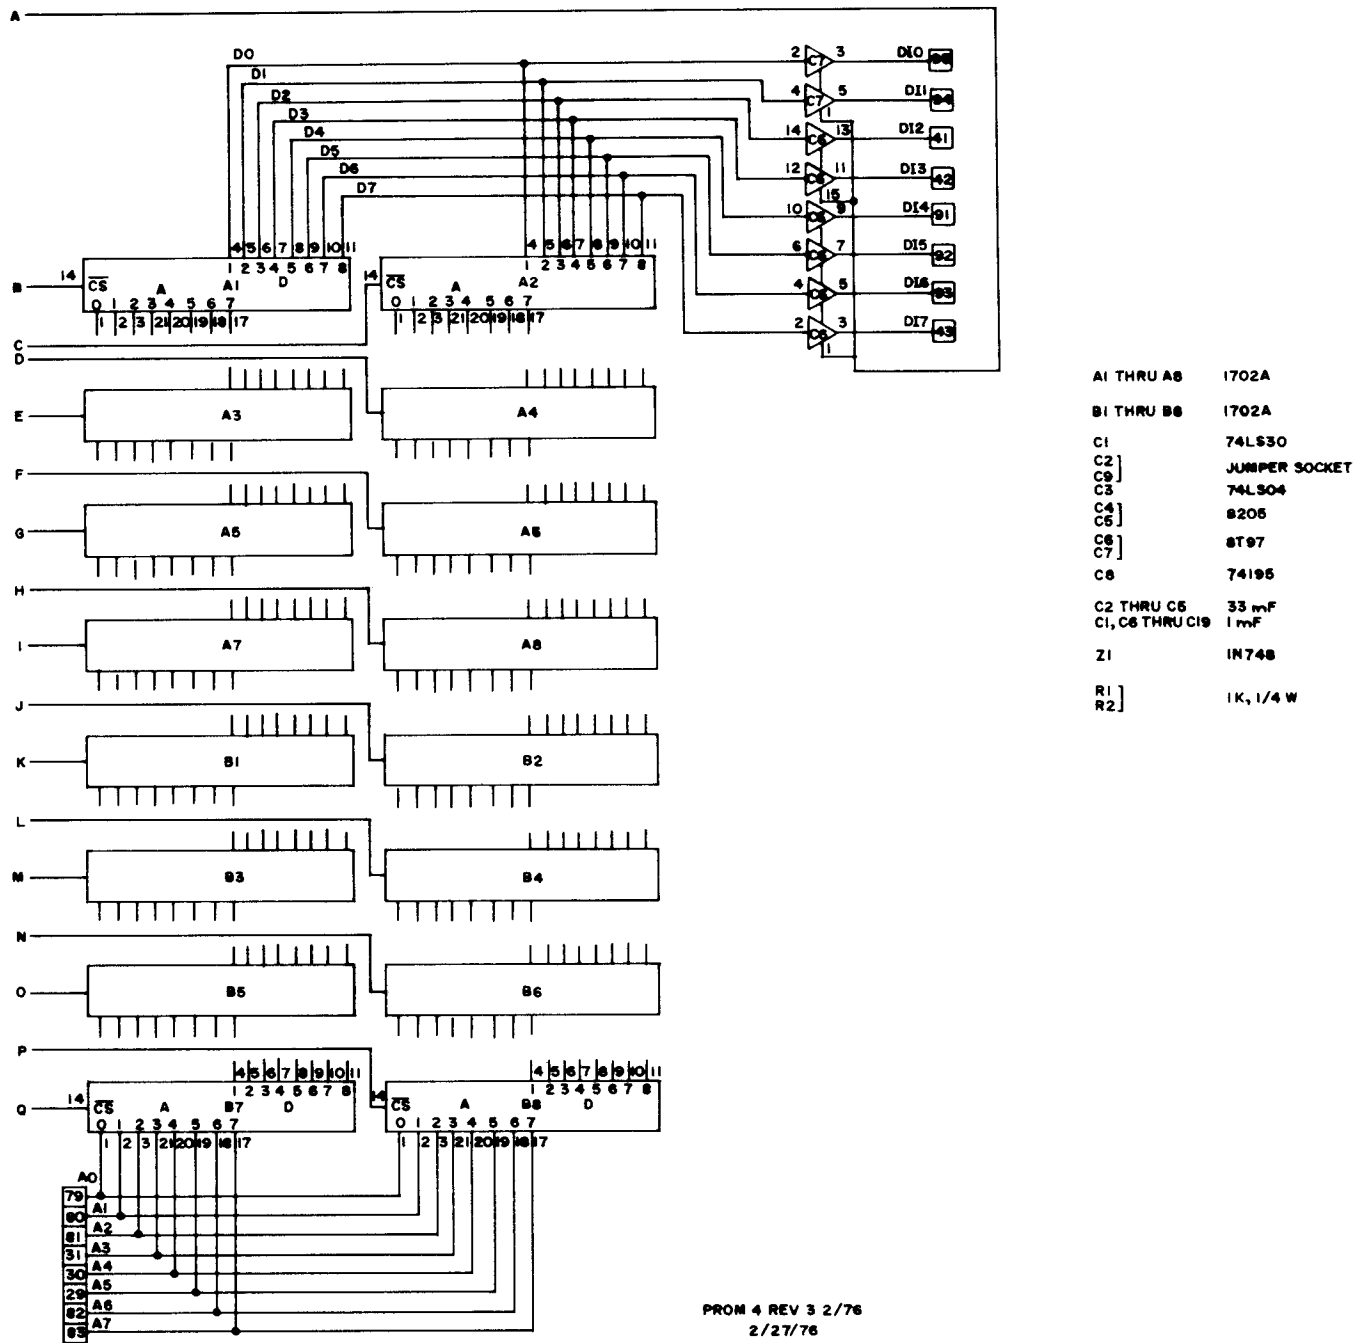 A
D0 2 C7 3 DI0 95
D1 4 C7 5 DI1 94
1
D2 14 C6 13 DI2 41
D3 12 C6 11 DI3 42
15
D4 10 C6 9 DI4 91
D5 6 C6 7 DI5 92
D6 4 C6 5 DI6 93
D7 2 C6 3 DI7 43
1
4 5 6 7 8 9 10 11 4 5 6 7 8 9 10 11
1 2 3 4 5 6 7 8 1 2 3 4 5 6 7 8
B 14 CS A A1 D 14 CS A A2
0 1 2 3 4 5 6 7 0 1 2 3 4 5 6 7
1 2 3 21 20 19 18 17 1 2 3 21 20 19 18 17
C
D
E A3 A4
F
G A5 A6
H
I A7 A8
J
K B1 B2
L
M B3 B4
N
O B5 B6
P
4 5 6 7 8 9 10 11 4 5 6 7 8 9 10 11
1 2 3 4 5 6 7 8 1 2 3 4 5 6 7 8
Q 14 CS A B7 D 14 CS A B8 D
0 1 2 3 4 5 6 7 0 1 2 3 4 5 6 7
1 2 3 21 20 19 18 17 1 2 3 21 20 19 18 17
79 A0
80 A1
81 A2
31 A3
30 A4
29 A5
82 A6
83 A7
A1 THRU A8 1702A
B1 THRU B8 1702A
C1 74LS30
C2
C9 JUMPER SOCKET
C3 74LS04
C4
C5 8205
C6
C7 8T97
C8 74195
C2 THRU C5 33 mF
C1, C6 THRU C19 1 mF
Z1 1N748
R1
R2 1K, 1/4 W
PROM 4 REV 3 2/76
2/27/76